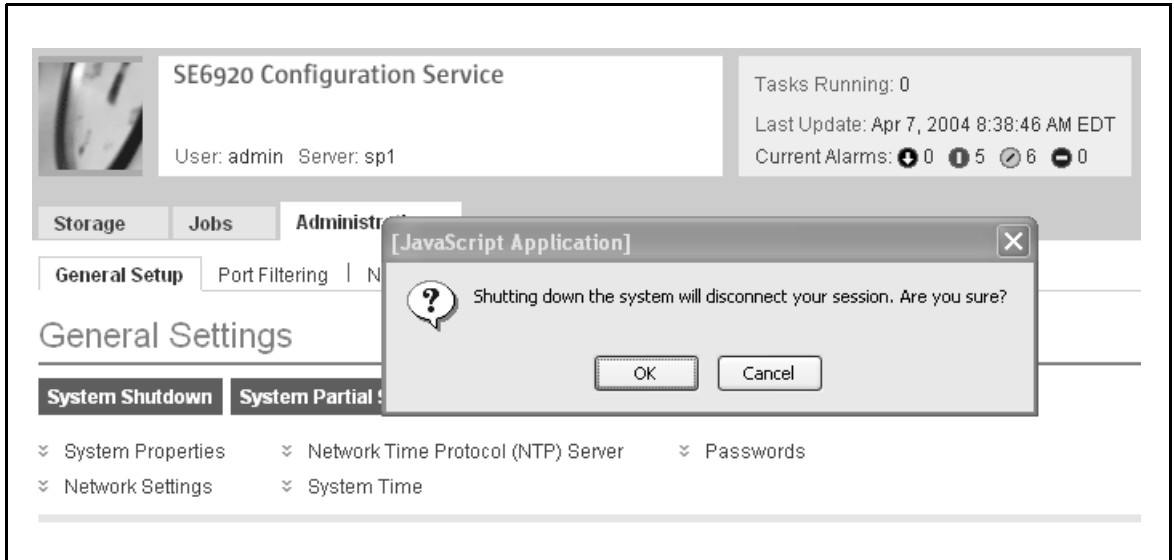 SE6920 Configuration Service
User: admin Server: sp1
Tasks Running: 0
Last Update: Apr 7, 2004 8:38:46 AM EDT
Current Alarms: 0 5 6 0
Storage Jobs
General Setup Port Filtering
[JavaScript Application]
Shutting down the system will disconnect your session. Are you sure?
OK Cancel
General Settings
System Shutdown System Partial
System Properties Network Time Protocol (NTP) Server Passwords
Network Settings System Time